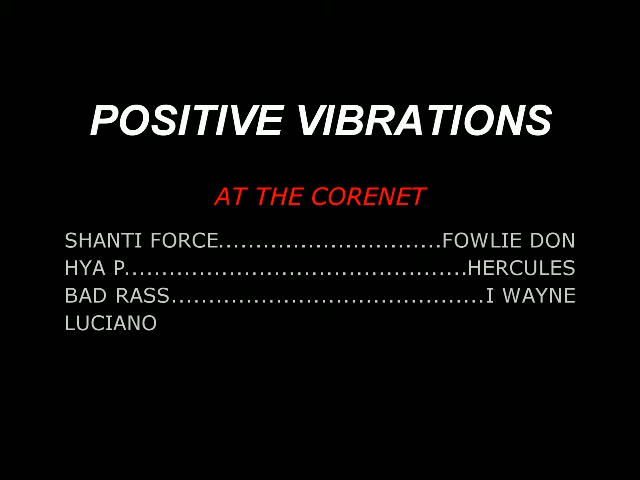 POSITIVE VIBRATIONS
AT THE CORENET
SHANTI FORCE..............................FOWLIE DON
HYA P..............................................HERCULES
BAD RASS..........................................I WAYNE
LUCIANO